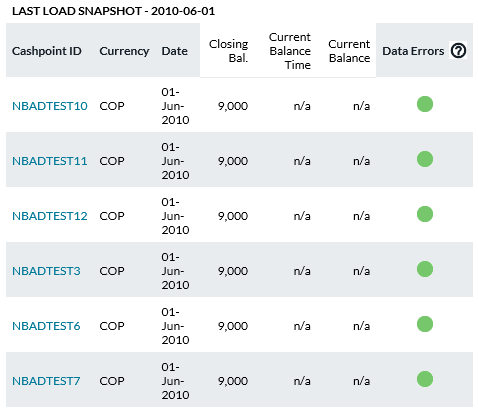 LAST LOAD SNAPSHOT - 2010-06-01
Cashpoint ID Currency Date Closing Bal. Current Balance Time Current Balance Data Errors ?
NBADTEST10 COP 01-Jun-2010 9,000 n/a n/a
NBADTEST11 COP 01-Jun-2010 9,000 n/a n/a
NBADTEST12 COP 01-Jun-2010 9,000 n/a n/a
NBADTEST3 COP 01-Jun-2010 9,000 n/a n/a
NBADTEST6 COP 01-Jun-2010 9,000 n/a n/a
NBADTEST7 COP 01-Jun-2010 9,000 n/a n/a